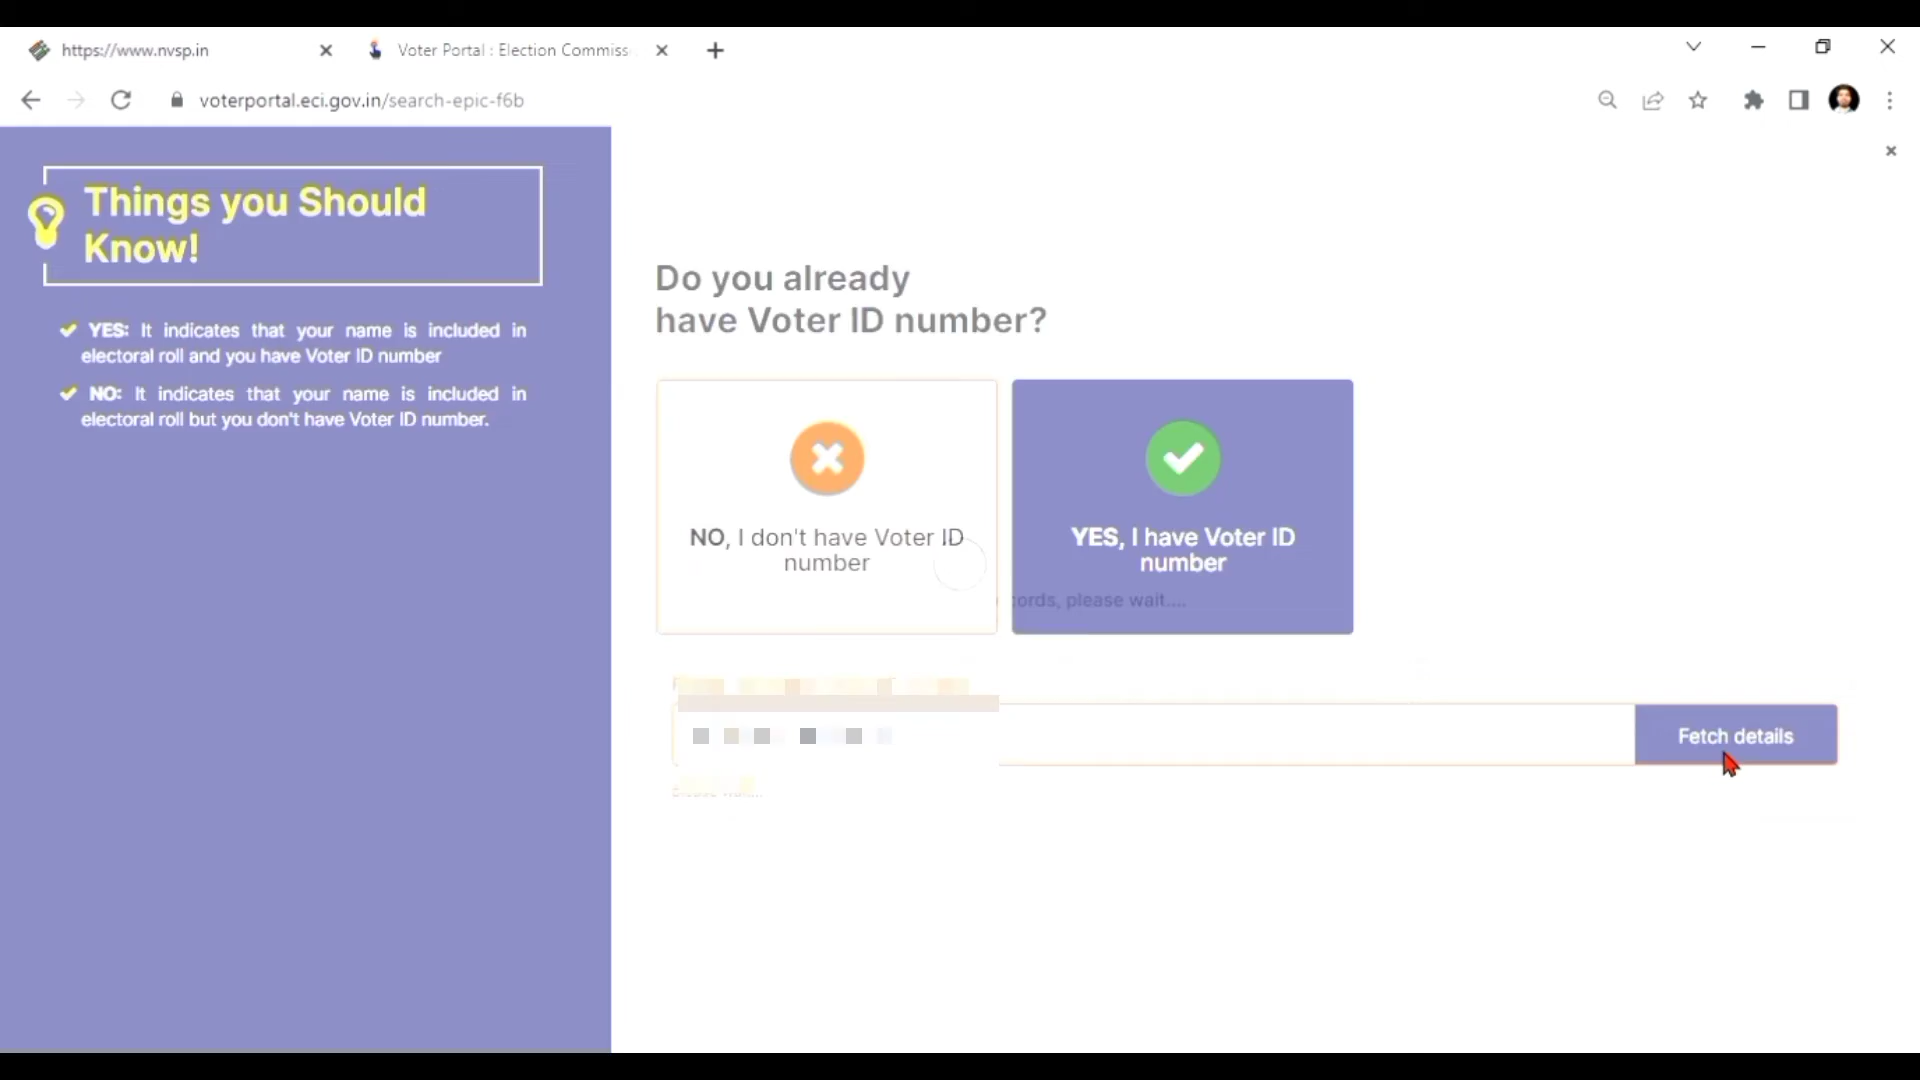 https://www.nvsp.in
Voter Portal : Election Commiss
voterportal.eci.gov.in/search-epic-f6b
Things you Should
Know!
YES: It indicates that your name is included in
electoral roll and you have Voter ID number
NO: It indicates that your name is included in
electoral roll but you don't have Voter ID number.
Do you already
have Voter ID number?
NO, I don't have Voter ID
number
YES, I have Voter ID
number
cords, please wait....
Fetch details